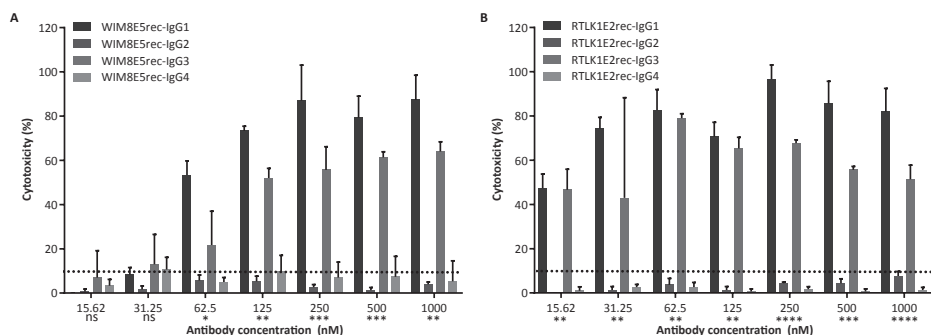 A
WIM8E5rec-IgG1
WIM8E5rec-IgG2
WIM8E5rec-IgG3
WIM8E5rec-IgG4
120
100
80
60
40
20
0
Cytotoxicity (%)
15.62 31.25 62.5 125 250 500 1000
ns ns * ** *** *** **
Antibody concentration (nM)
B
RTLK1E2rec-IgG1
RTLK1E2rec-IgG2
RTLK1E2rec-IgG3
RTLK1E2rec-IgG4
120
100
80
60
40
20
0
Cytotoxicity (%)
15.62 31.25 62.5 125 250 500 1000
** ** ** ** **** *** ****
Antibody concentration (nM)